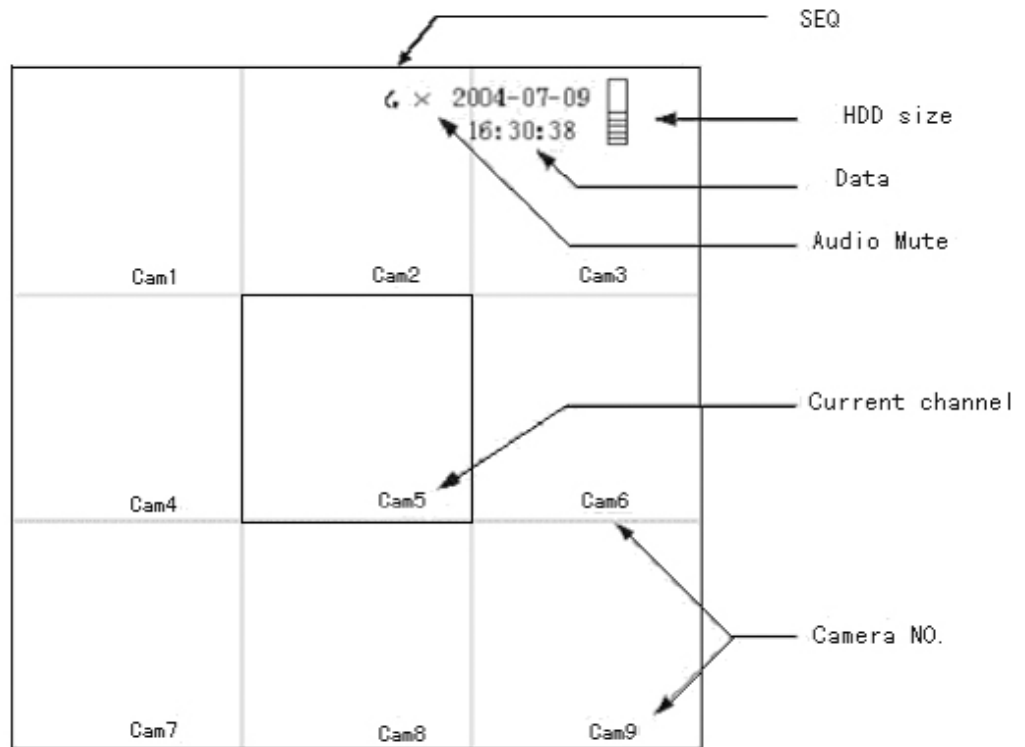 SEQ
× 2004-07-09
HDD size
16:30:38
Data
Audio Mute
Cam1 Cam2 Cam3
Current channel
Cam4 Cam5 Cam6
Camera NO.
Cam7 Cam8 Cam9